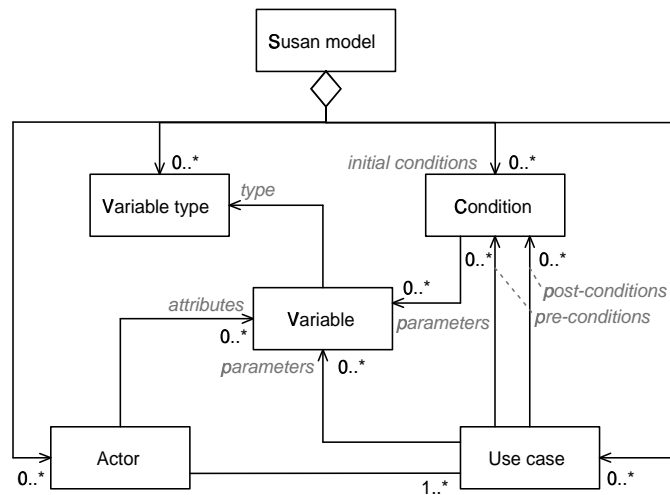 Susan model
initial conditions
0..*
0..*
Variable type
type
Condition
0..*
0..*
0..*
post-conditions
attributes
Variable
parameters
pre-conditions
0..*
parameters
0..*
Actor
Use case
0..*
1..*
0..*